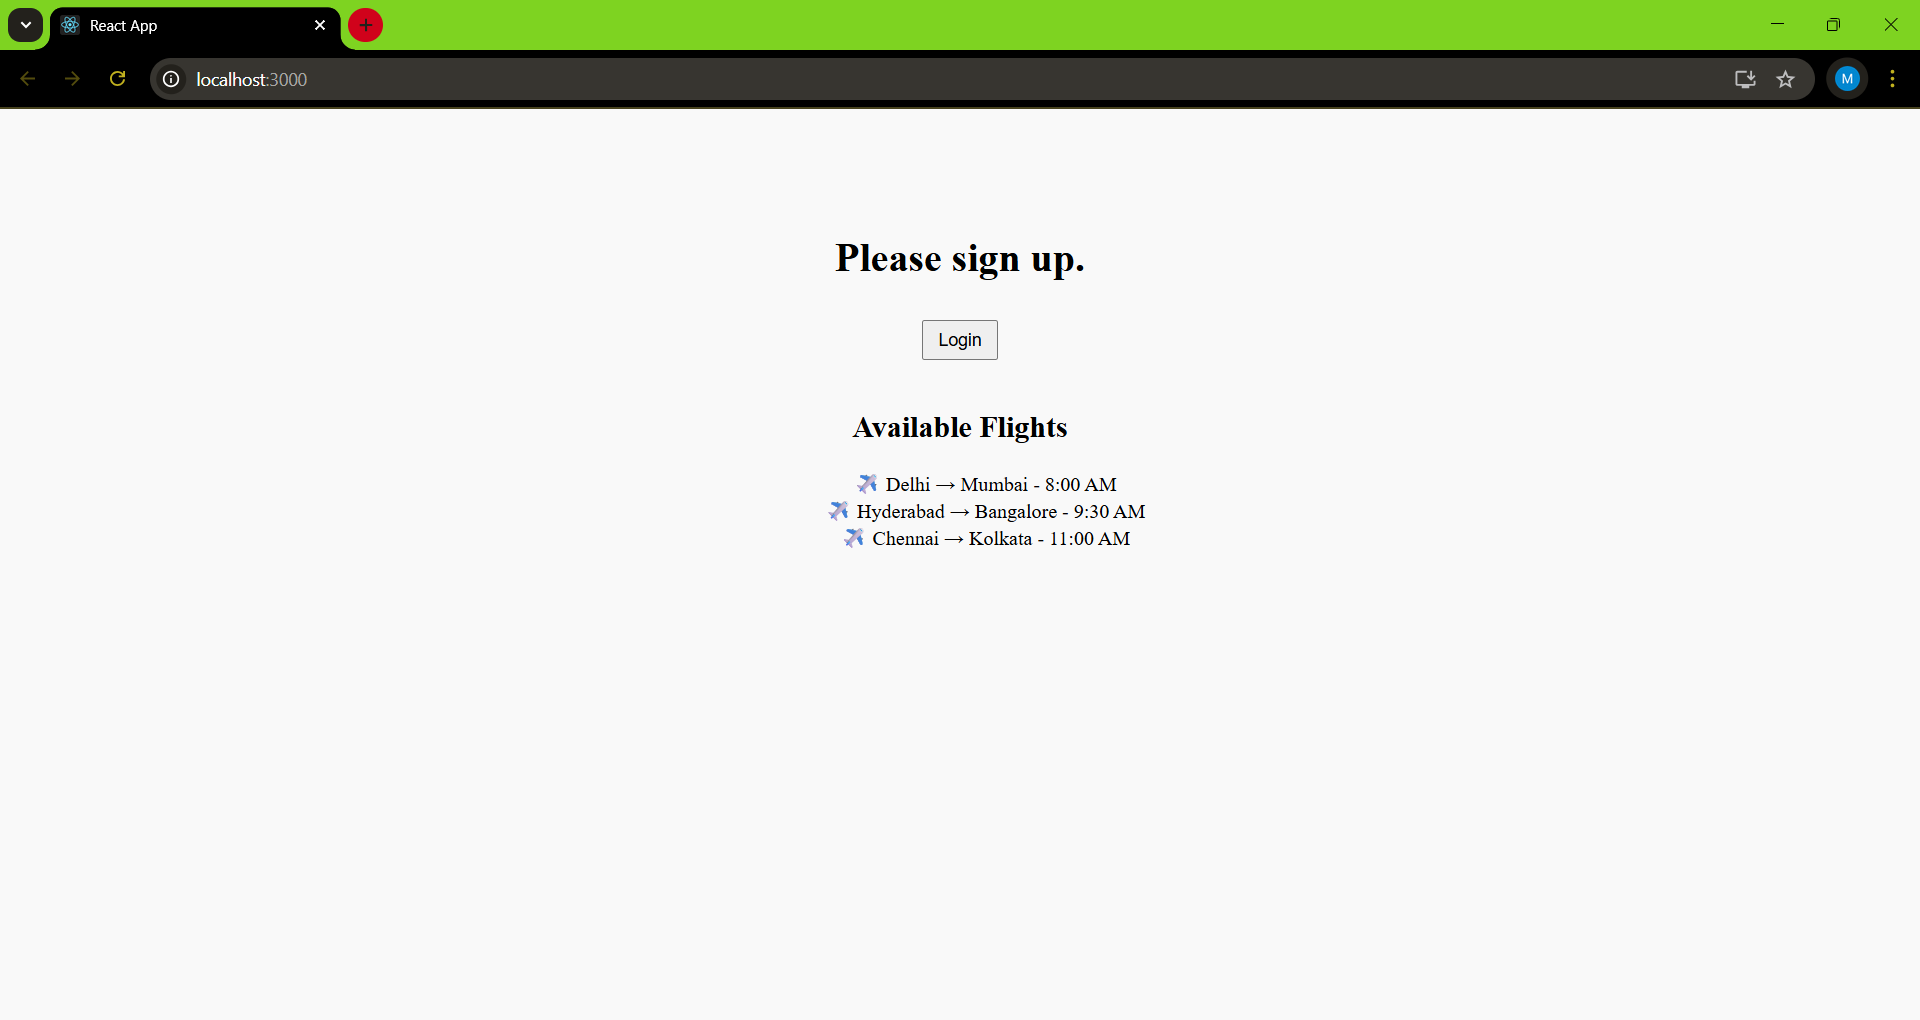 React App
localhost:3000
M
Please sign up.
Login
Available Flights
✈️ Delhi → Mumbai - 8:00 AM
✈️ Hyderabad → Bangalore - 9:30 AM
✈️ Chennai → Kolkata - 11:00 AM